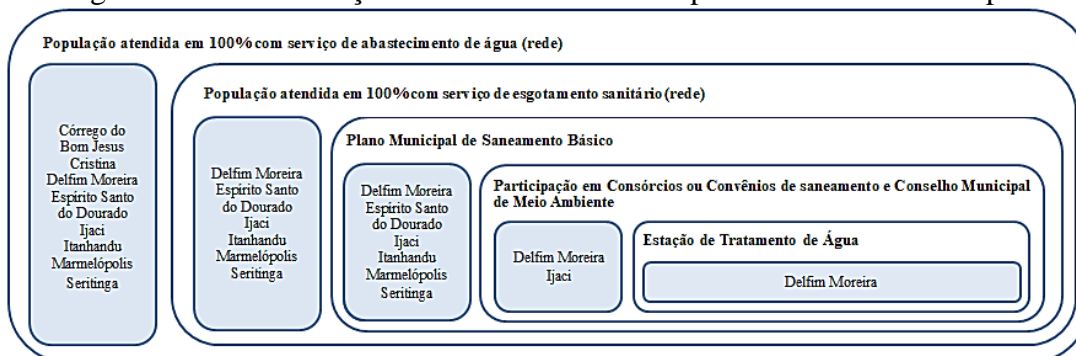 População atendida em 100% com serviço de abastecimento de água (rede)
Córrego do
Bom Jesus
Cristina
Delfim Moreira
Espírito Santo
do Dourado
Ijaci
Itanhandu
Marmelópolis
Seritinga
População atendida em 100% com serviço de esgotamento sanitário (rede)
Delfim Moreira
Espírito Santo
do Dourado
Ijaci
Itanhandu
Marmelópolis
Seritinga
Plano Municipal de Saneamento Básico
Delfim Moreira
Espírito Santo
do Dourado
Ijaci
Itanhandu
Marmelópolis
Seritinga
Participação em Consórcios ou Convênios de saneamento e Conselho Municipal
de Meio Ambiente
Delfim Moreira
Ijaci
Estação de Tratamento de Água
Delfim Moreira